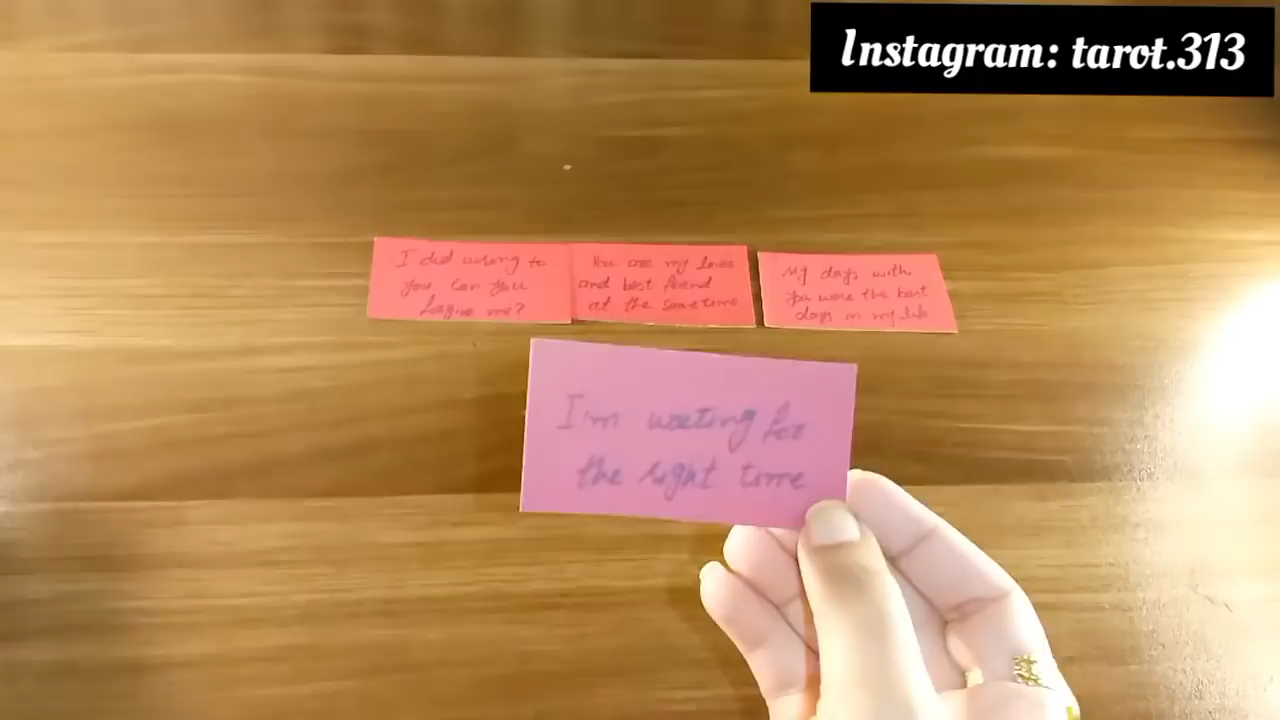 Instagram: tarot.313
I did wrong to
you can you
forgive me?
You are my lover
and best friend
at the same time
My days with
you were the best
days in my life
I'm waiting for
the right time